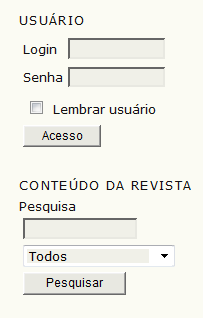 USUÁRIO
Login
Senha
Lembrar usuário
Acesso
CONTEÚDO DA REVISTA
Pesquisa
Todos
Pesquisar